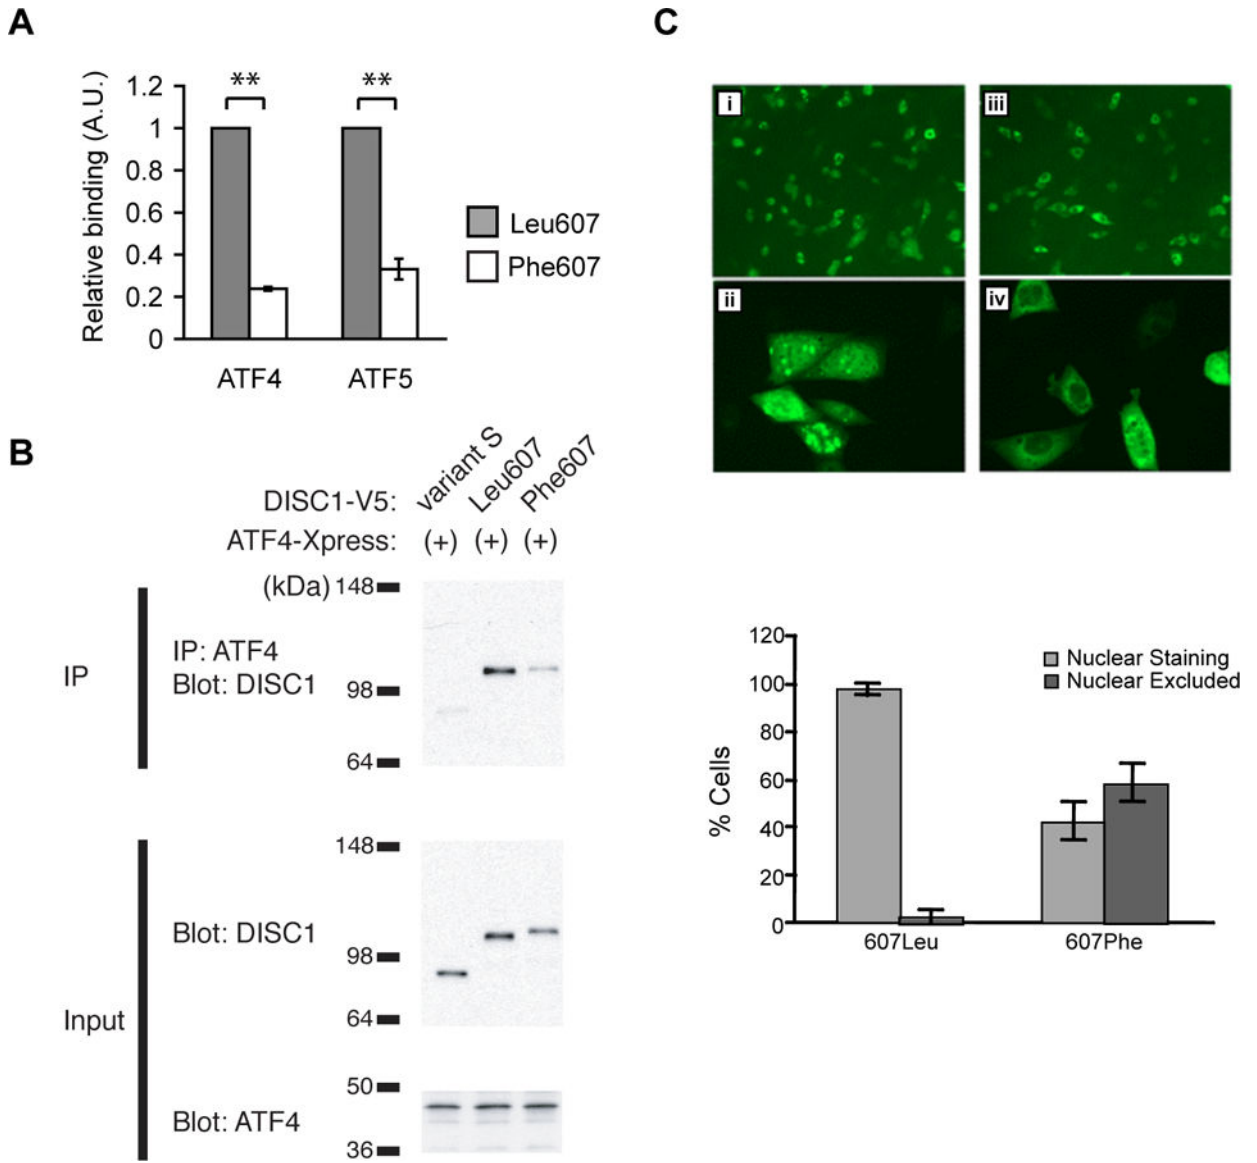 A
1.2
1
0.8
0.6
0.4
0.2
0
Relative binding (A.U.)
**
**
ATF4
ATF5
Leu607
Phe607
B
DISC1-V5:
variant S
Leu607
Phe607
ATF4-Xpress:
(+)
(+)
(+)
(kDa)
148
98
64
IP
IP: ATF4
Blot: DISC1
148
98
64
50
36
Input
Blot: DISC1
Blot: ATF4
C
i
iii
ii
iv
120
100
80
60
40
20
0
% Cells
Nuclear Staining
Nuclear Excluded
607Leu
607Phe